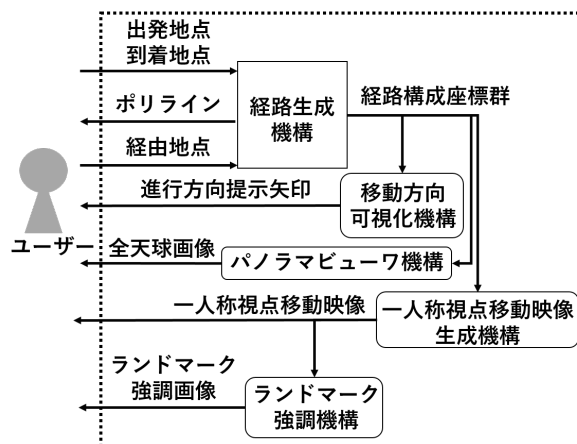 出発地点
到着地点
ポリライン
経路生成
機構
経路構成座標群
経由地点
進行方向提示矢印
移動方向
可視化機構
ユーザー
全天球画像
パノラマビューワ機構
一人称視点移動映像
一人称視点移動映像
生成機構
ランドマーク
強調画像
ランドマーク
強調機構